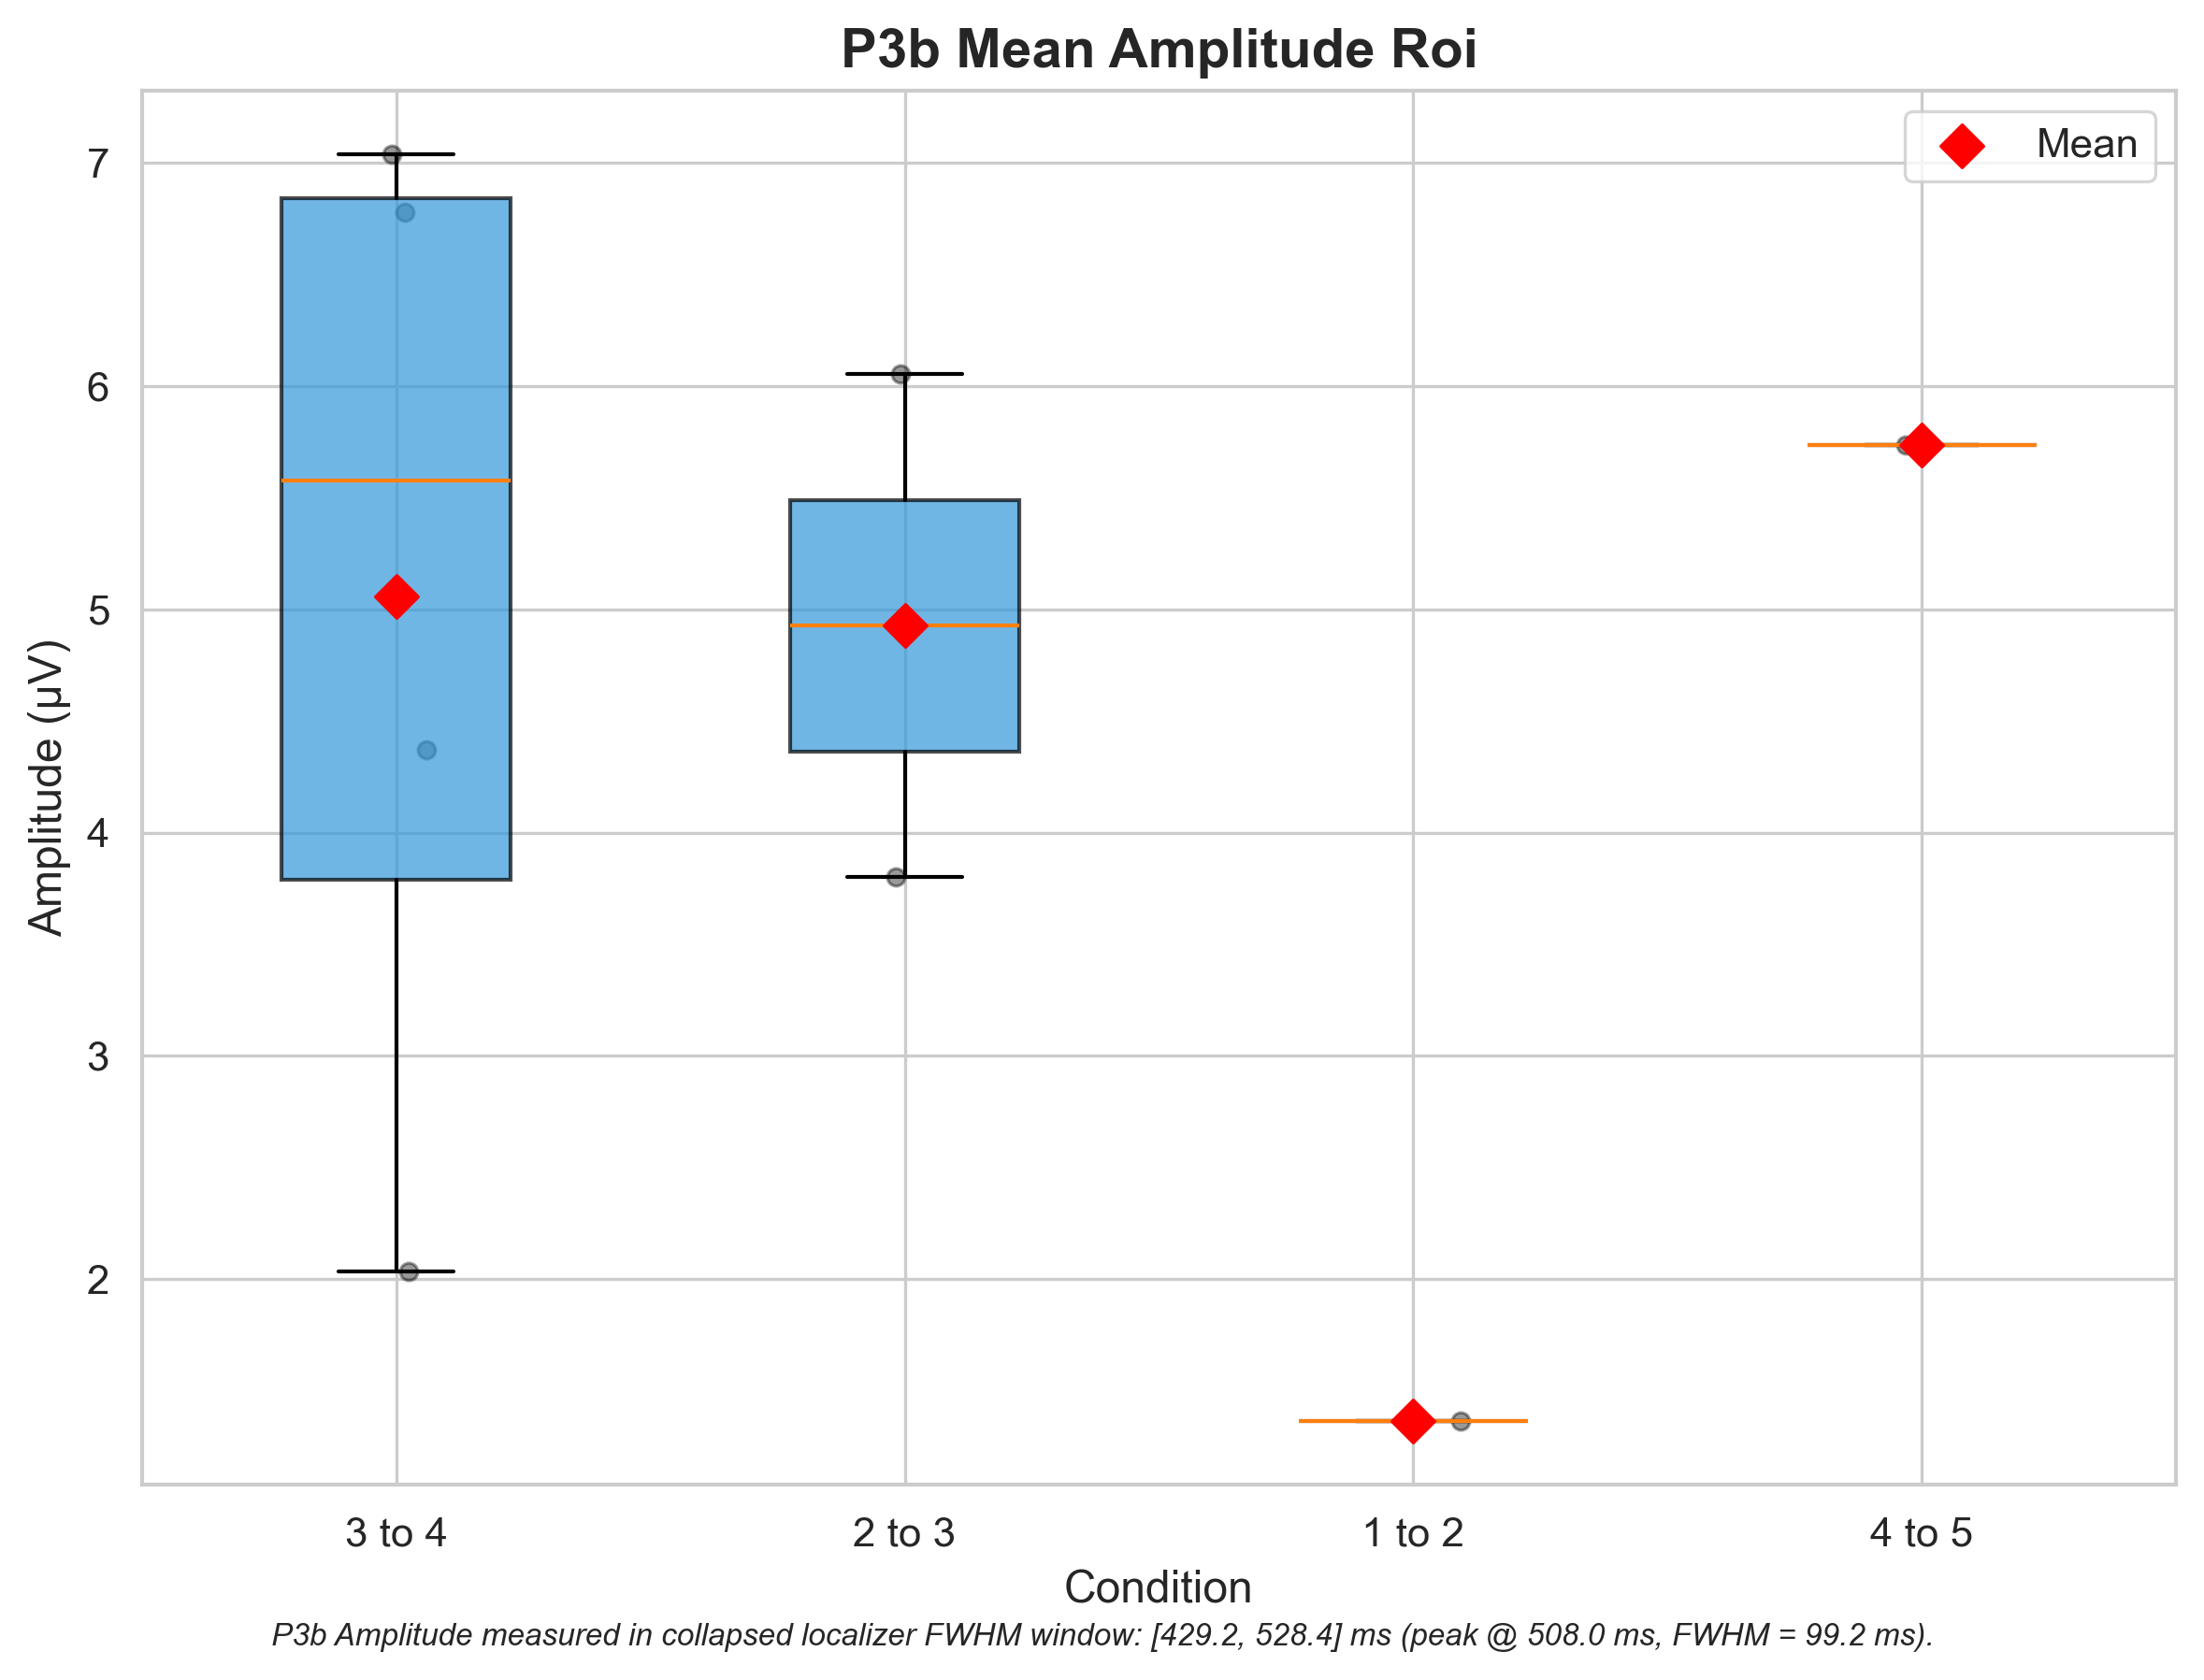 P3b Mean Amplitude Roi
Mean
7
6
5
4
3
2
Amplitude (µV)
3 to 4
2 to 3
1 to 2
4 to 5
Condition
P3b Amplitude measured in collapsed localizer FWHM window: [429.2, 528.4] ms (peak @ 508.0 ms, FWHM = 99.2 ms).